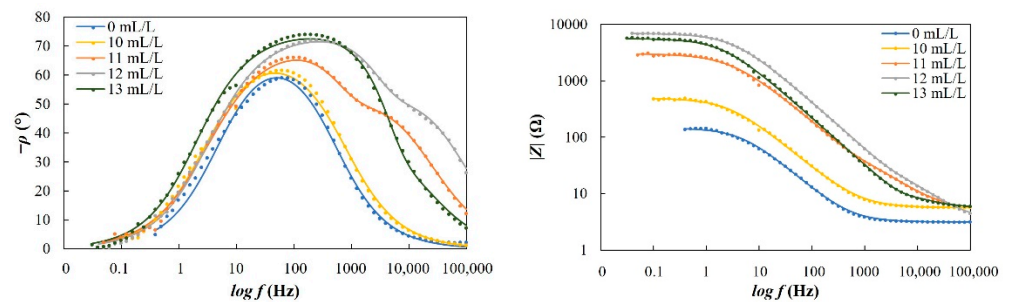 80
70
60
50
40
30
20
10
0
−ρ (°)
0 mL/L
10 mL/L
11 mL/L
12 mL/L
13 mL/L
0 0.1 1 10 100 1000 10,000 100,000
log f (Hz)
10000
1000
100
10
1
|Z| (Ω)
0 mL/L
10 mL/L
11 mL/L
12 mL/L
13 mL/L
0 0.1 1 10 100 1000 10,000 100,000
log f (Hz)